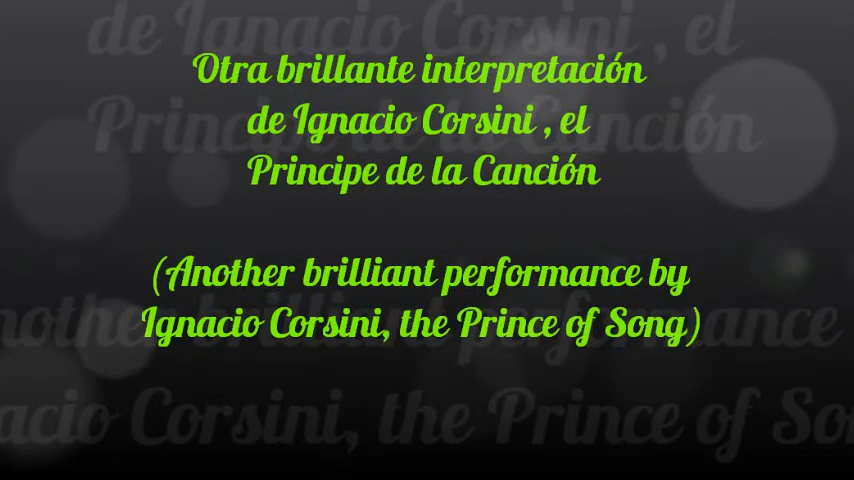 Otra brillante interpretación
de Ignacio Corsini , el
Principe de la Canción
(Another brilliant performance by
Ignacio Corsini, the Prince of Song)